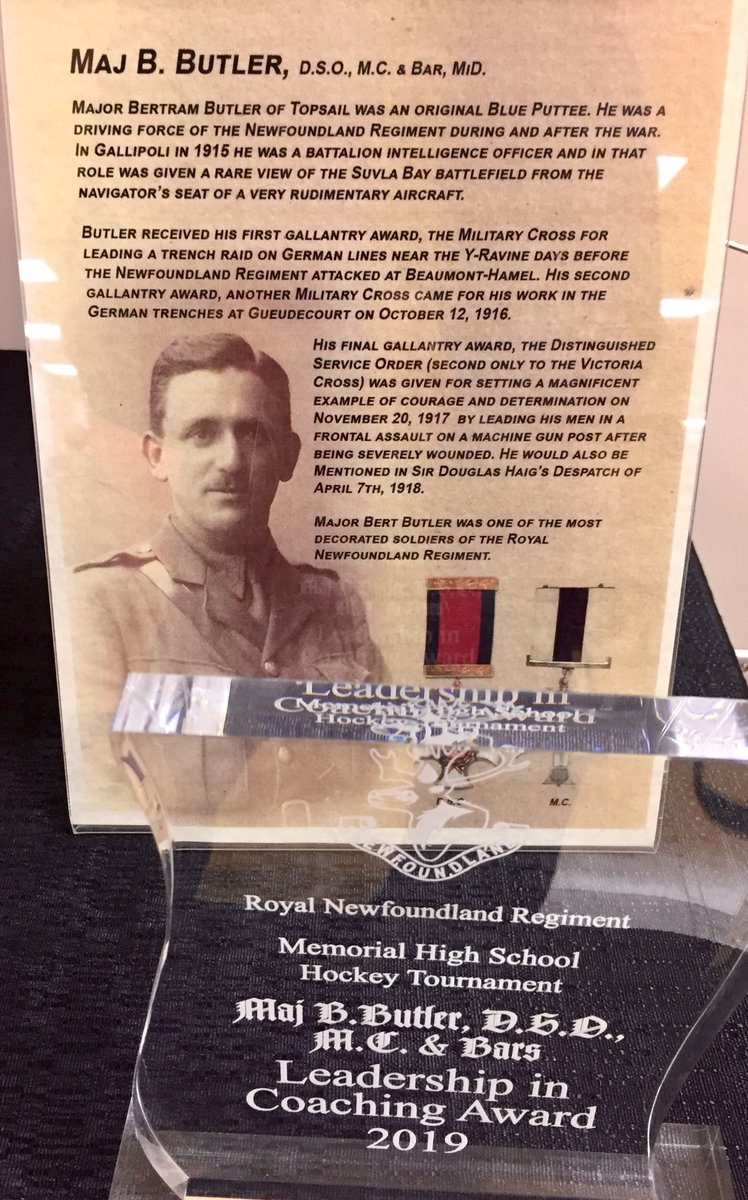 MAJ B. BUTLER, D.S.O., M.C. & BAR, MID.
MAJOR BERTRAM BUTLER OF TOPSAIL WAS AN ORIGINAL BLUE PUTTEE. HE WAS A
DRIVING FORCE OF THE NEWFOUNDLAND REGIMENT DURING AND AFTER THE WAR.
IN GALLIPOLI IN 1915 HE WAS A BATTALION INTELLIGENCE OFFICER AND IN THAT
ROLE WAS GIVEN A RARE VIEW OF THE SUVLA BAY BATTLEFIELD FROM THE
NAVIGATOR'S SEAT OF A VERY RUDIMENTARY AIRCRAFT.
BUTLER RECEIVED HIS FIRST GALLANTRY AWARD, THE MILITARY CROSS FOR
LEADING A TRENCH RAID ON GERMAN LINES NEAR THE Y-RAVINE DAYS BEFORE
THE NEWFOUNDLAND REGIMENT ATTACKED AT BEAUMONT-HAMEL. HIS SECOND
GALLANTRY AWARD, ANOTHER MILITARY CROSS CAME FOR HIS WORK IN THE
GERMAN TRENCHES AT GUEUDECOURT ON OCTOBER 12, 1916.
HIS FINAL GALLANTRY AWARD, THE DISTINGUISHED
SERVICE ORDER (SECOND ONLY TO THE VICTORIA
CROSS) WAS GIVEN FOR SETTING A MAGNIFICENT
EXAMPLE OF COURAGE AND DETERMINATION ON
NOVEMBER 20, 1917 BY LEADING HIS MEN IN A
FRONTAL ASSAULT ON A MACHINE GUN POST AFTER
BEING SEVERELY WOUNDED. HE WOULD ALSO BE
MENTIONED IN SIR DOUGLAS HAIG'S DESPATCH OF
APRIL 7TH, 1918.
MAJOR BERT BUTLER WAS ONE OF THE MOST
DECORATED SOLDIERS OF THE ROYAL
NEWFOUNDLAND REGIMENT.
Leadership in
Hockey Tournament
D.S.O. M.C.
NEWFOUNDLAND
Royal Newfoundland Regiment
Memorial High School
Hockey Tournament
Maj B.Butler, D.S.O.,
M.C. & Bars
Leadership in
Coaching Award
2019